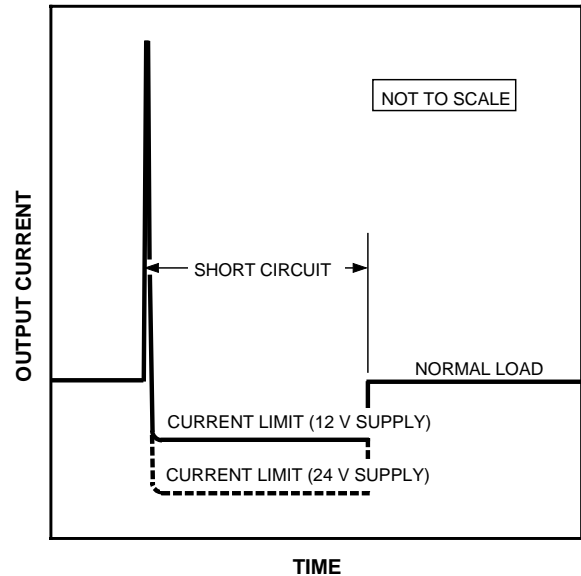 NOT TO SCALE
OUTPUT CURRENT
SHORT CIRCUIT
NORMAL LOAD
CURRENT LIMIT (12 V SUPPLY)
CURRENT LIMIT (24 V SUPPLY)
TIME